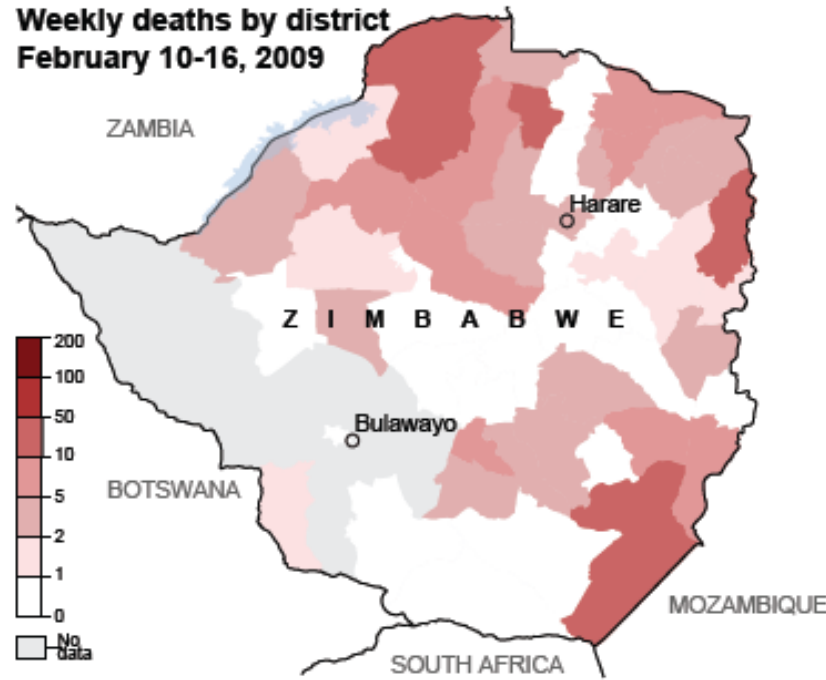 Weekly deaths by district
February 10-16, 2009
ZAMBIA
Harare
ZIMBABWE
200
100
50
10
5
2
1
0
No
data
Bulawayo
BOTSWANA
MOZAMBIQUE
SOUTH AFRICA